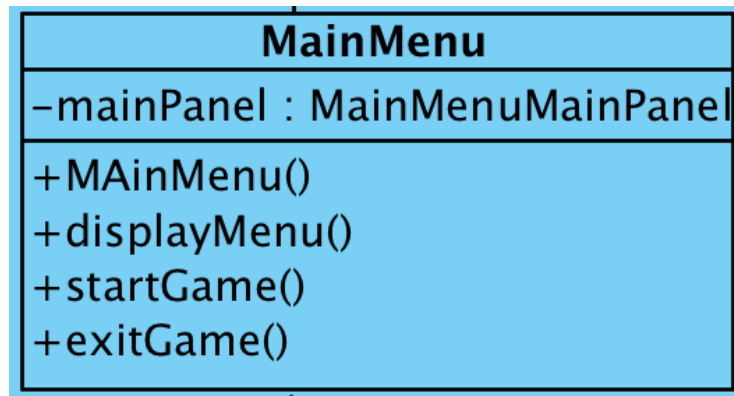 MainMenu
-mainPanel : MainMenuMainPanel
+MAinMenu()
+displayMenu()
+startGame()
+exitGame()